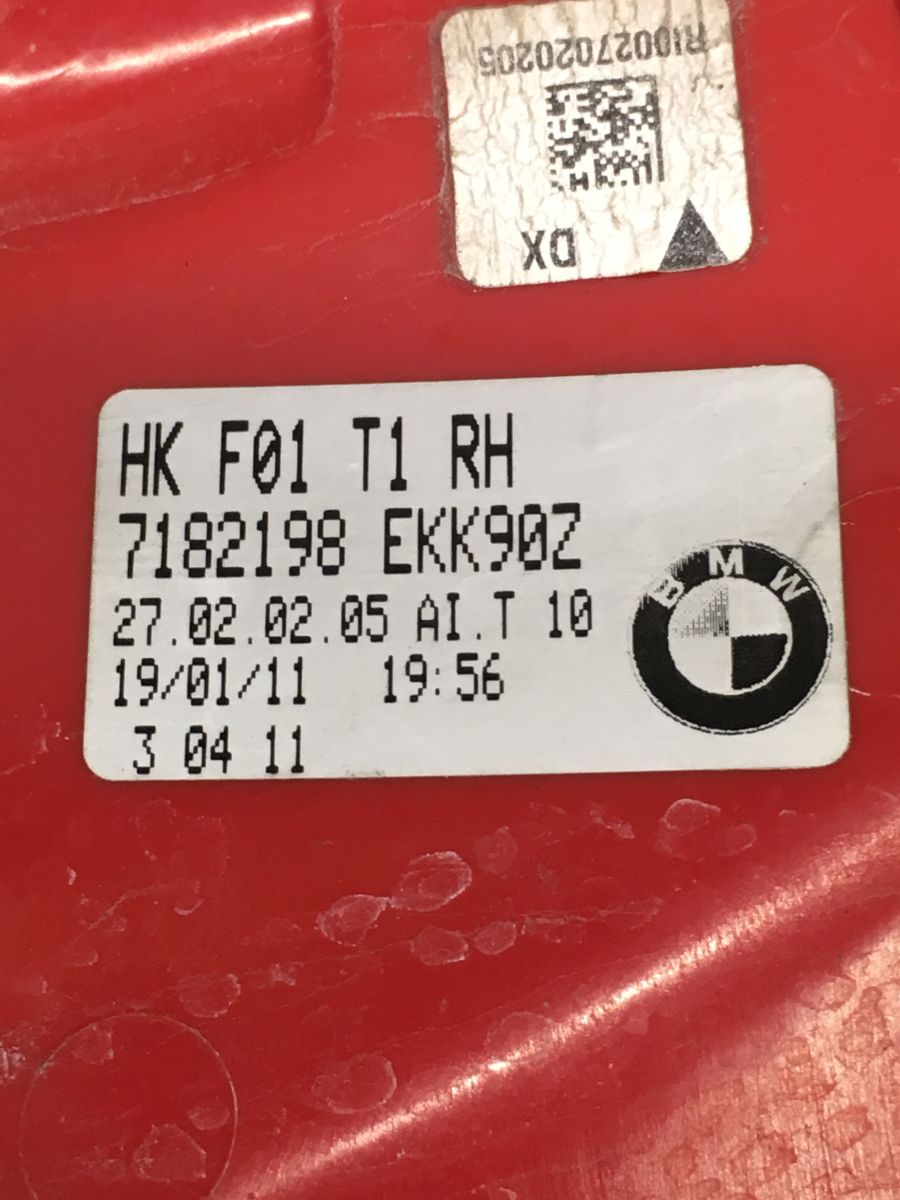 RI0027020205
DX
HK F01 T1 RH
7182198 EKK90Z
27.02.02.05 AI.T 10
19/01/11 19:56
3 04 11
BMW